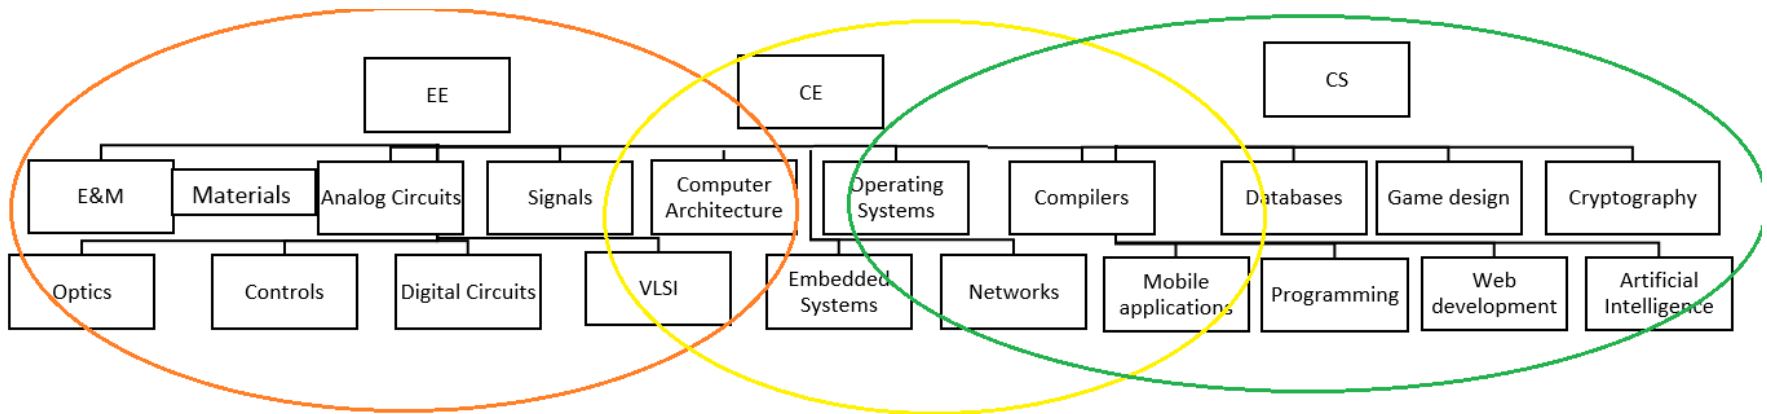 EE
CE
CS
E&M
Materials
Analog Circuits
Signals
Computer
Architecture
Operating
Systems
Compilers
Databases
Game design
Cryptography
Optics
Controls
Digital Circuits
VLSI
Embedded
Systems
Networks
Mobile
applications
Programming
Web
development
Artificial
Intelligence